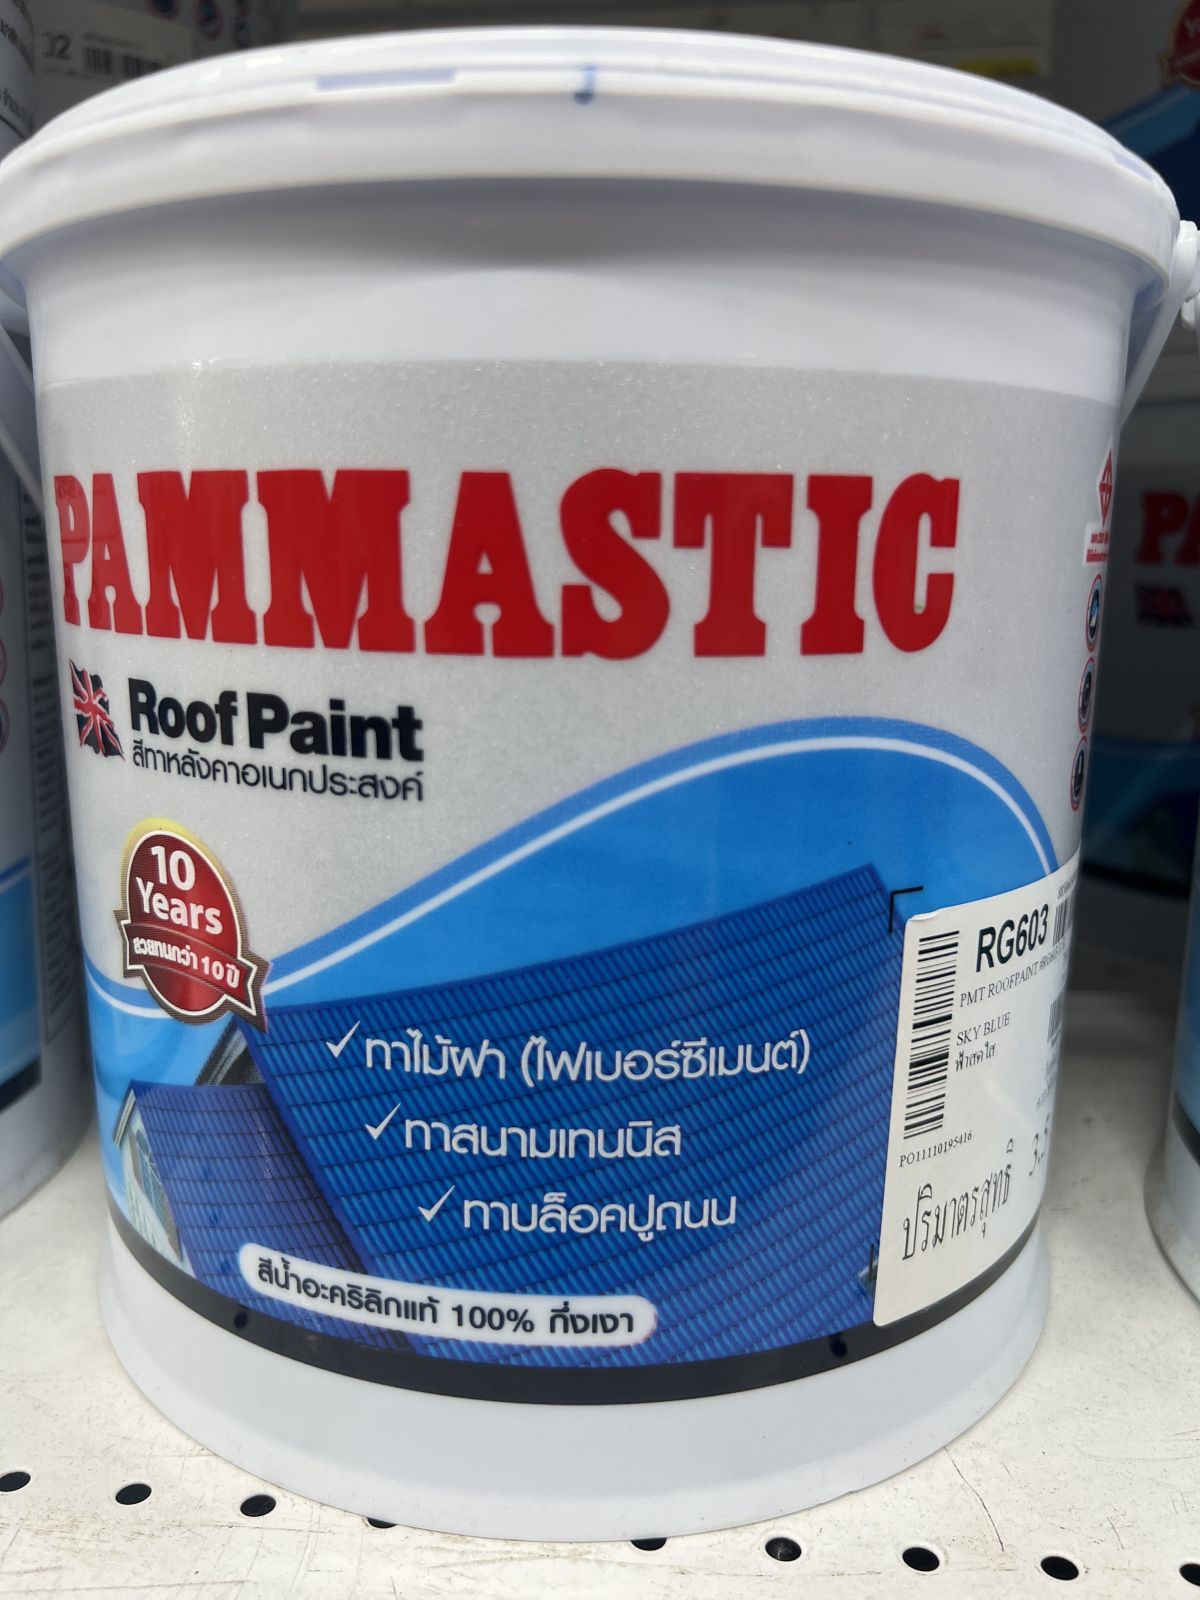 PAMMASTIC
Roof Paint
สีทาหลังคาอเนกประสงค์
10
Years
สวยทนกว่า 10 ปี
ทาไม้ฝา (ไฟเบอร์ซีเมนต์)
ทาสนามเทนนิส
ทาบล็อคปูถนน
สีน้ำอะคริลิกแท้ 100% กึ่งเงา
RG603
PMT ROOFPAINT #RG603
SKY BLUE
ฟ้าสดใส
PO11110195416
ปริมาตรสุทธิ 3.